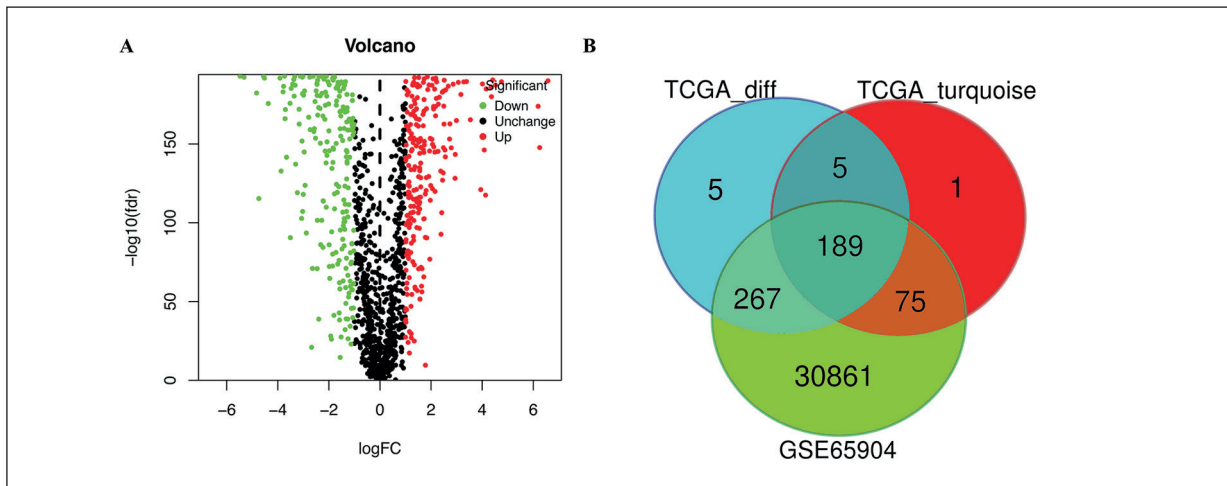 A
Volcano
Significant
Down
Unchange
Up
−log10(fdr)
150
100
50
0
−6
−4
−2
0
2
4
6
logFC
B
TCGA_diff
TCGA_turquoise
5
5
1
189
267
75
30861
GSE65904